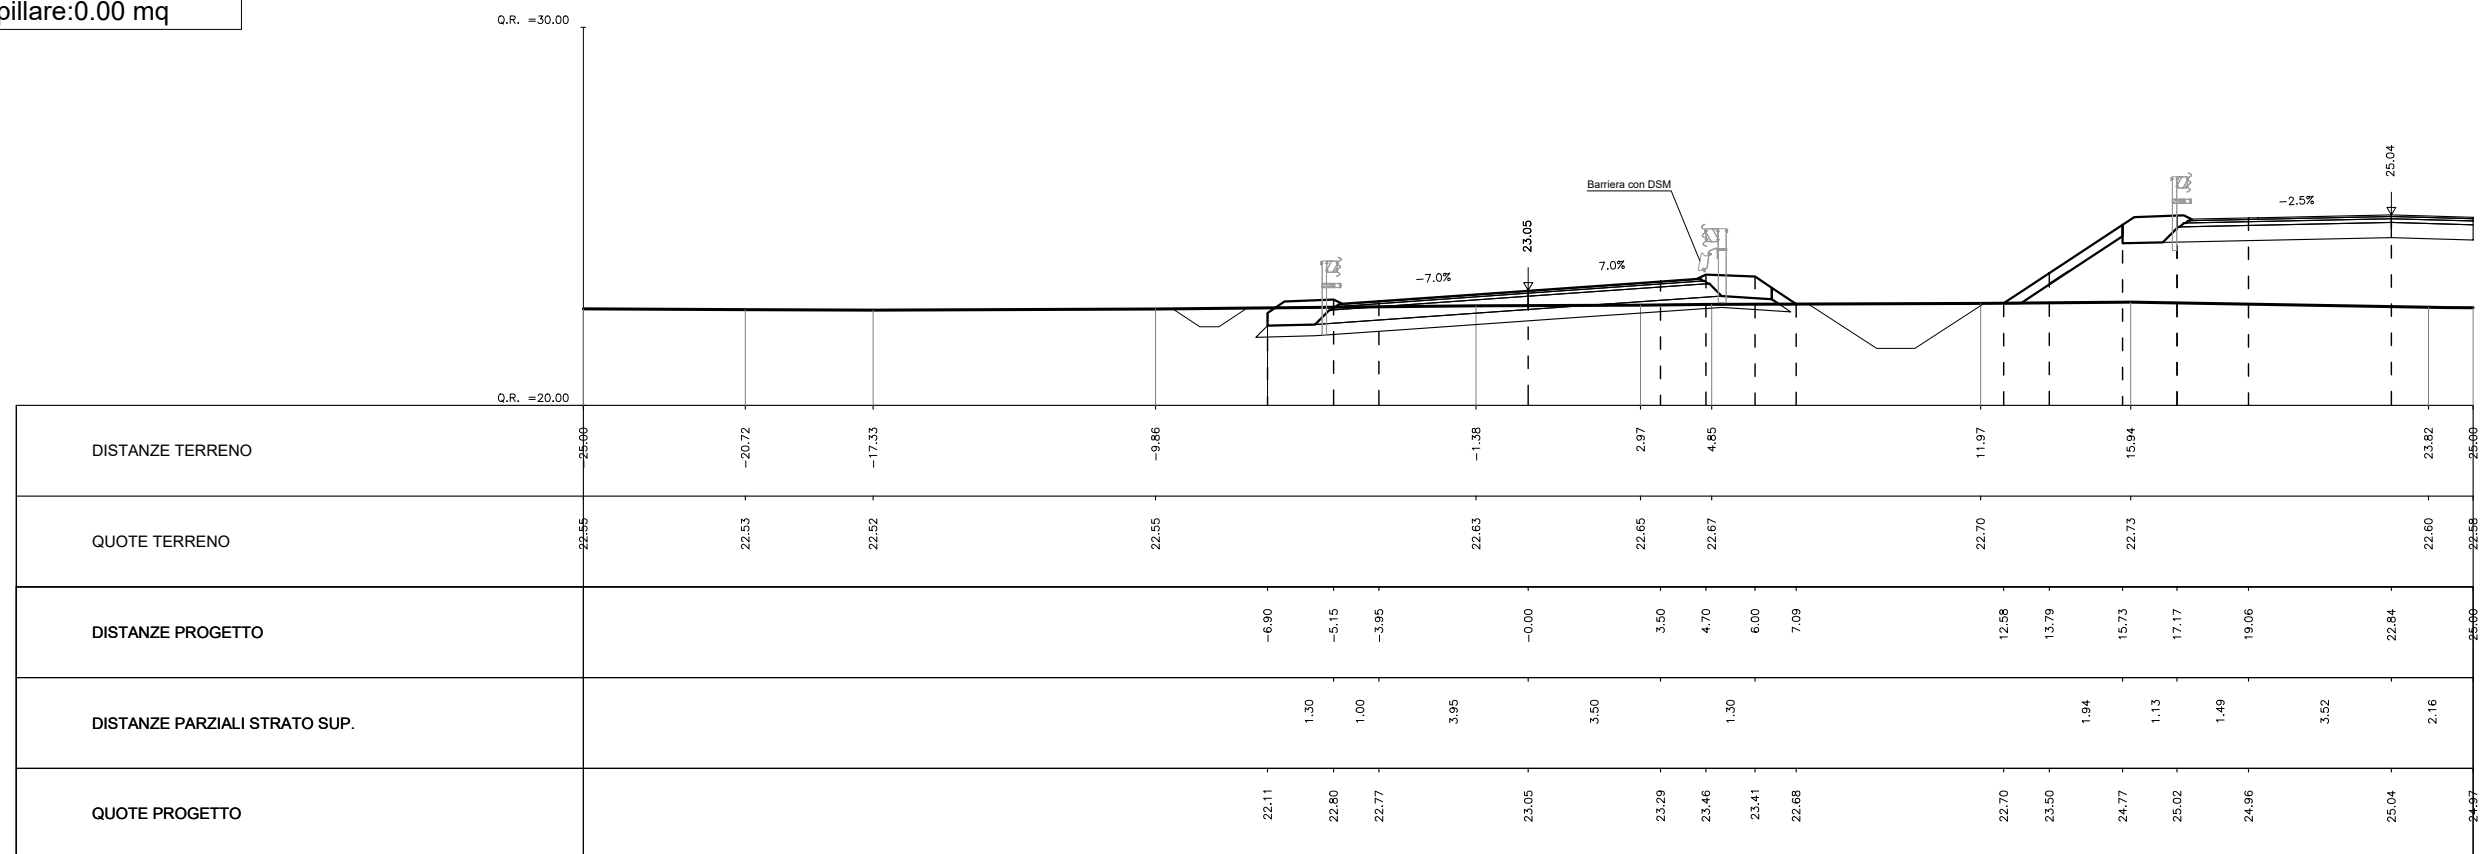 pillare:0.00 mq
Q.R. =30.00
25.04
Barriera con DSM
-2.5%
23.05
7.0%
-7.0%
Q.R. =20.00
DISTANZE TERRENO
-25.00 -20.72 -17.33 -9.86 -1.38 2.97 4.85 11.97 15.94 23.82 25.00
QUOTE TERRENO
22.55 22.53 22.52 22.55 22.63 22.65 22.67 22.70 22.73 22.60 22.58
DISTANZE PROGETTO
-6.90 -5.15 -3.95 -0.00 3.50 4.70 6.00 7.09 12.58 13.79 15.73 17.17 19.06 22.84 25.00
DISTANZE PARZIALI STRATO SUP.
1.30 1.00 3.95 3.50 1.30 1.94 1.13 1.49 3.52 2.16
QUOTE PROGETTO
22.11 22.80 22.77 23.05 23.29 23.46 23.41 22.68 22.70 23.50 24.77 25.02 24.96 25.04 24.97